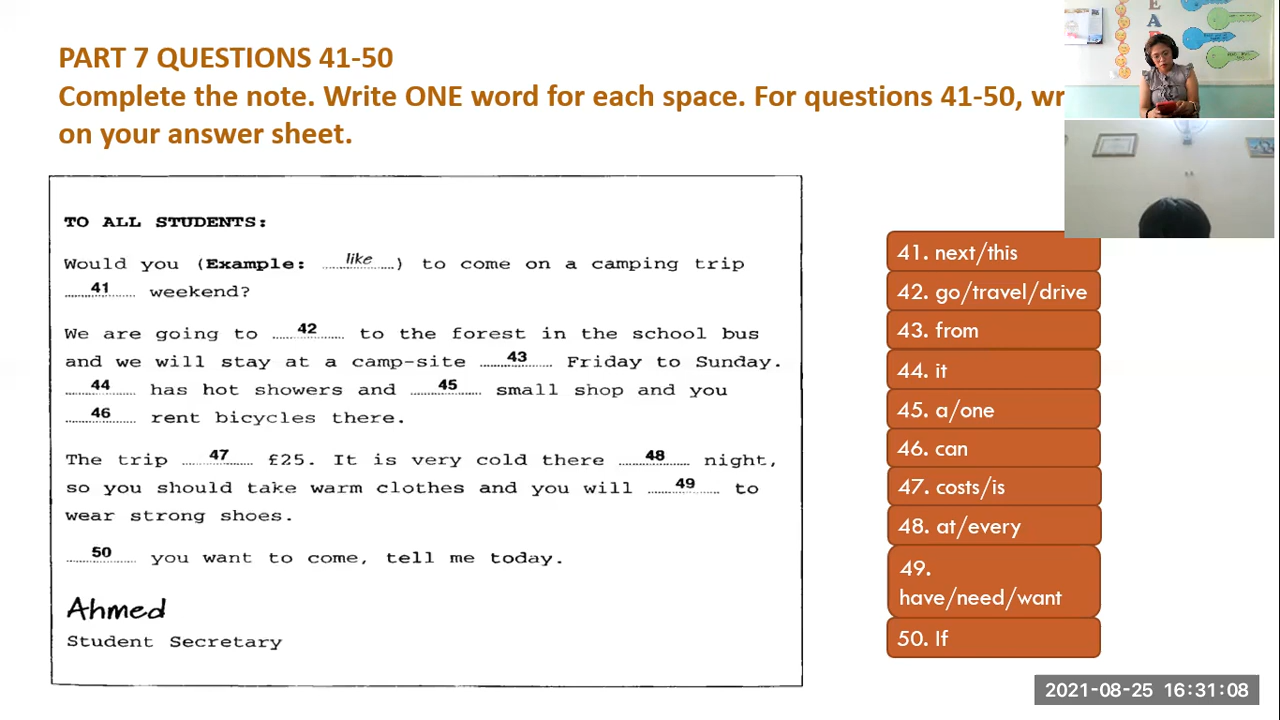 PART 7 QUESTIONS 41-50
Complete the note. Write ONE word for each space. For questions 41-50, wr
on your answer sheet.
TO ALL STUDENTS:
Would you (Example: like ) to come on a camping trip
41 weekend?
We are going to 42 to the forest in the school bus
and we will stay at a camp-site 43 Friday to Sunday.
44 has hot showers and 45 small shop and you
46 rent bicycles there.
The trip 47 £25. It is very cold there 48 night,
so you should take warm clothes and you will 49 to
wear strong shoes.
50 you want to come, tell me today.
Ahmed
Student Secretary
41. next/this
42. go/travel/drive
43. from
44. it
45. a/one
46. can
47. costs/is
48. at/every
49.
have/need/want
50. If
2021-08-25 16:31:08